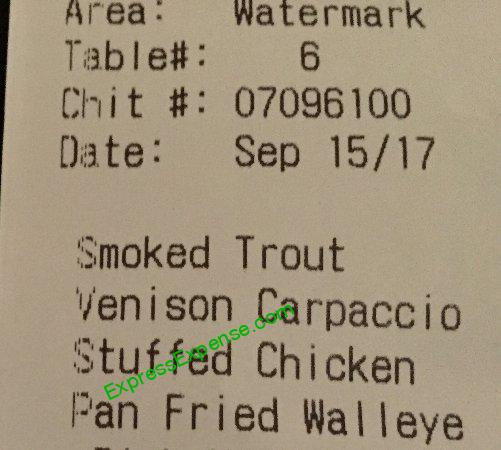 Area: Watermark
Table#: 6
Chit #: 07096100
Date: Sep 15/17
Smoked Trout
Venison Carpaccio
Stuffed Chicken
Pan Fried Walleye
ExpressExpense.com